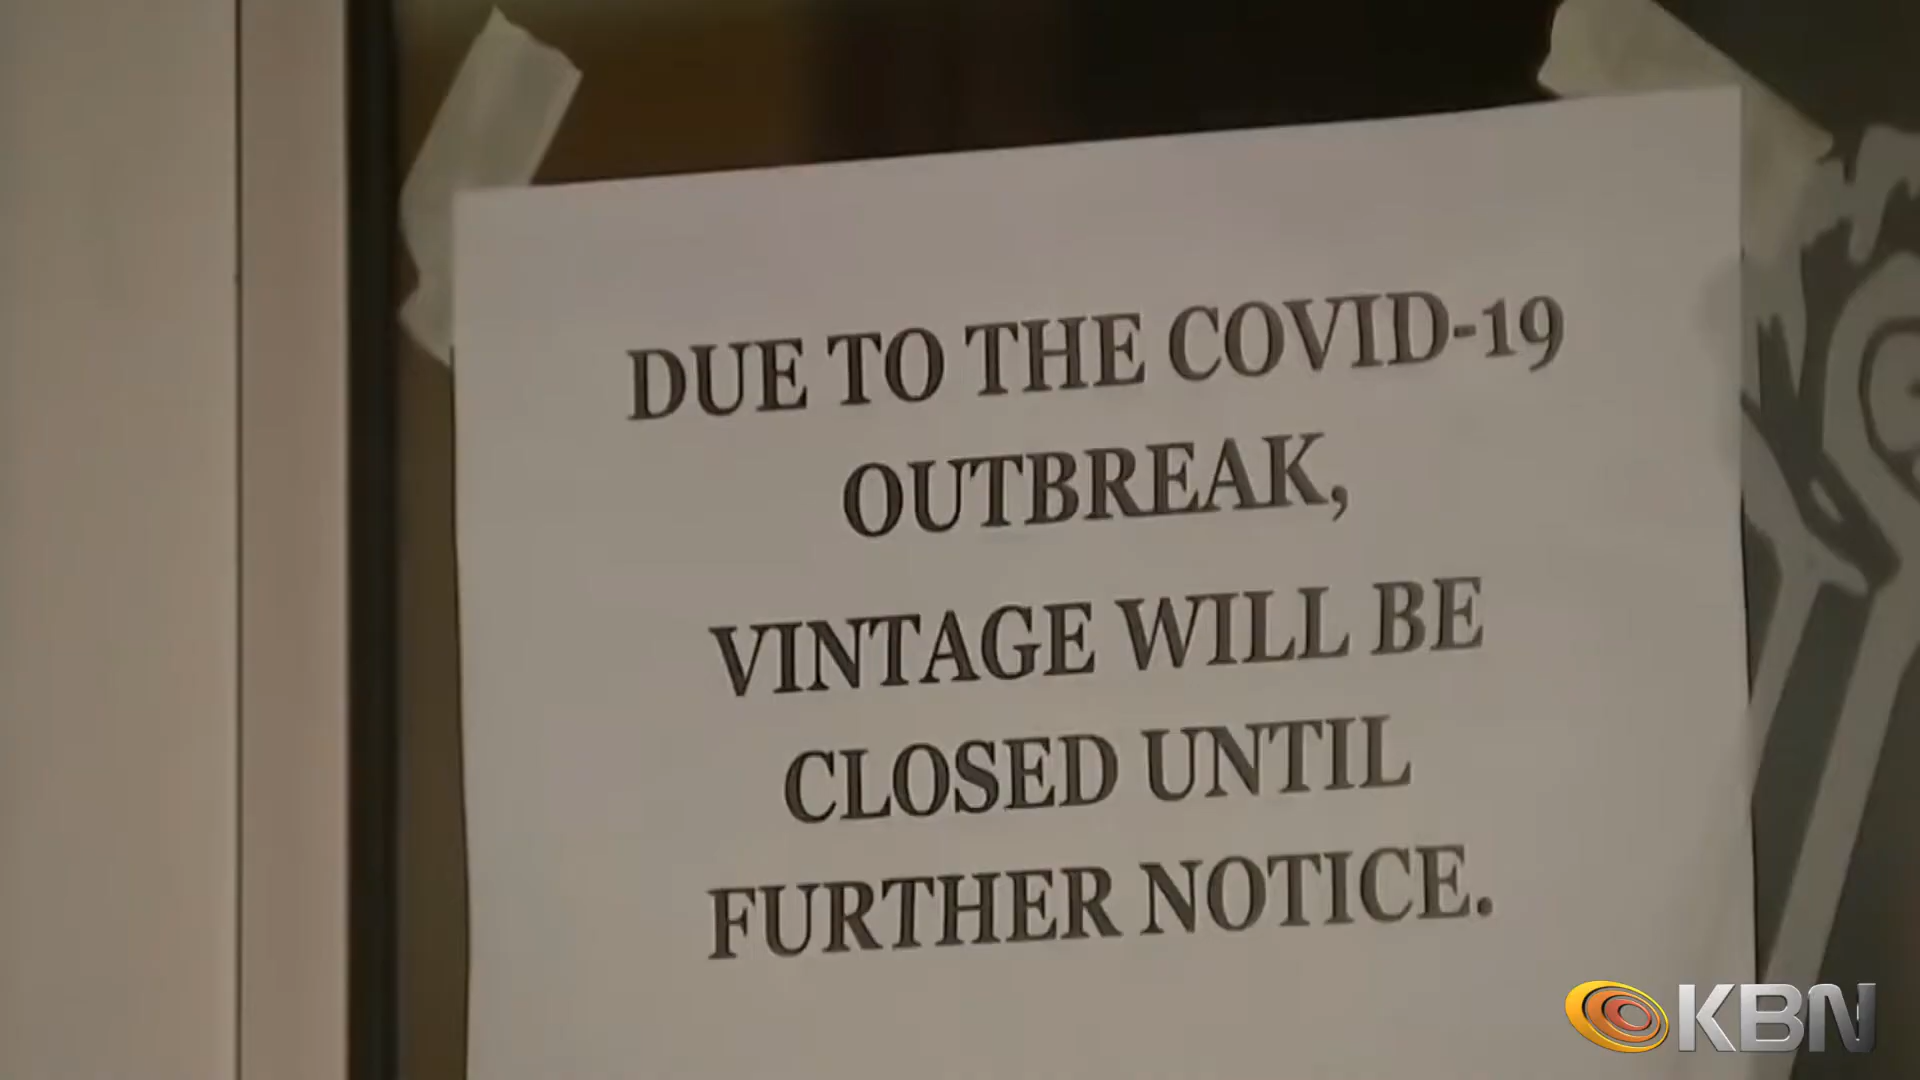 DUE TO THE COVID-19
OUTBREAK,
VINTAGE WILL BE
CLOSED UNTIL
FURTHER NOTICE.
KBN